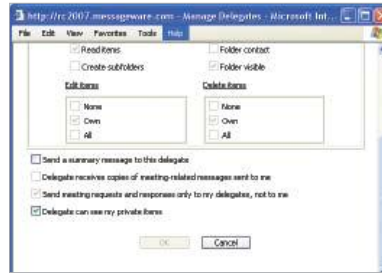 http://rc2007.messageware.com - Manage Delegates - Microsoft Int...
File Edit View Favorites Tools Help
Read items Folder contact
Create subfolders Folder visible
Edit items Delete items
None None
Own Own
All All
Send a summary message to this delegate
Delegate receives copies of meeting-related messages sent to me
Send meeting requests and responses only to my delegates, not to me
Delegate can see my private items
OK Cancel